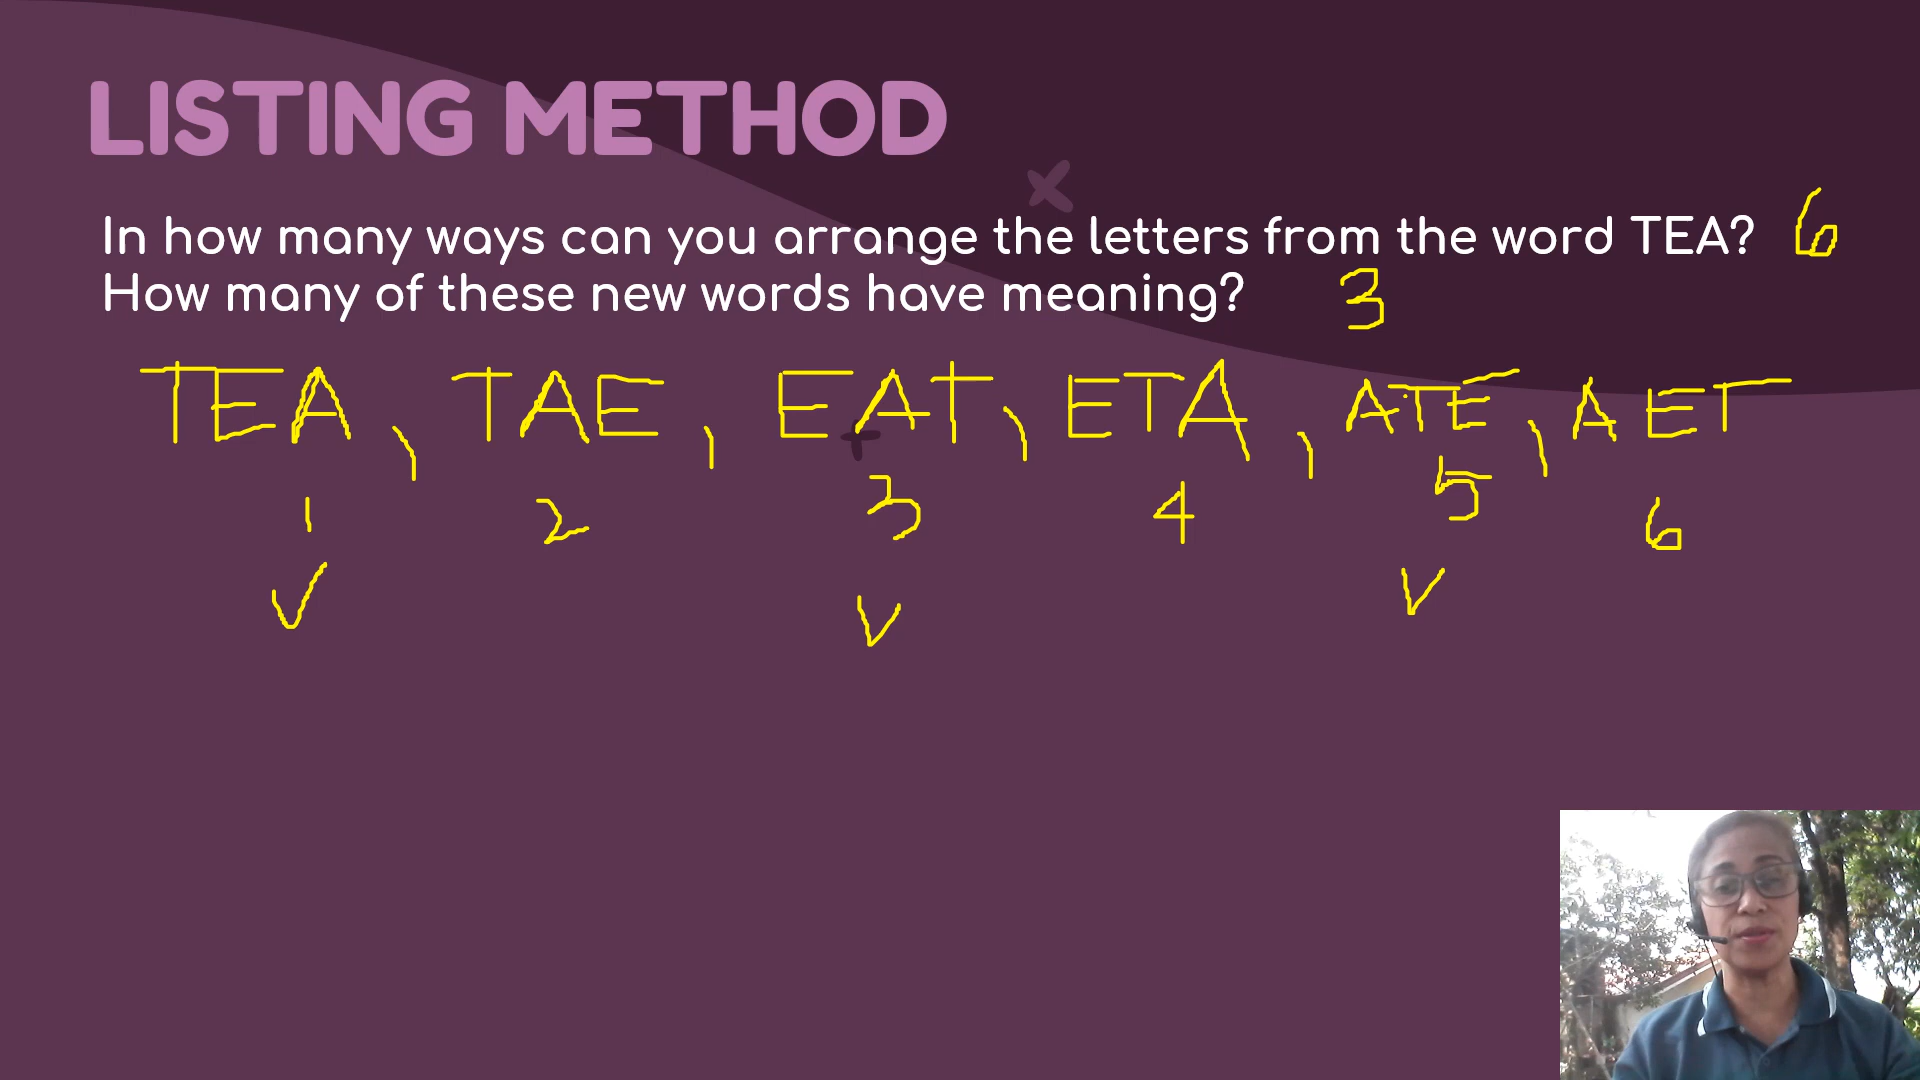 LISTING METHOD
In how many ways can you arrange the letters from the word TEA? 6
How many of these new words have meaning? 3
TEA, TAE, EAT, ETA, ATE, AET
1 2 3 4 5 6